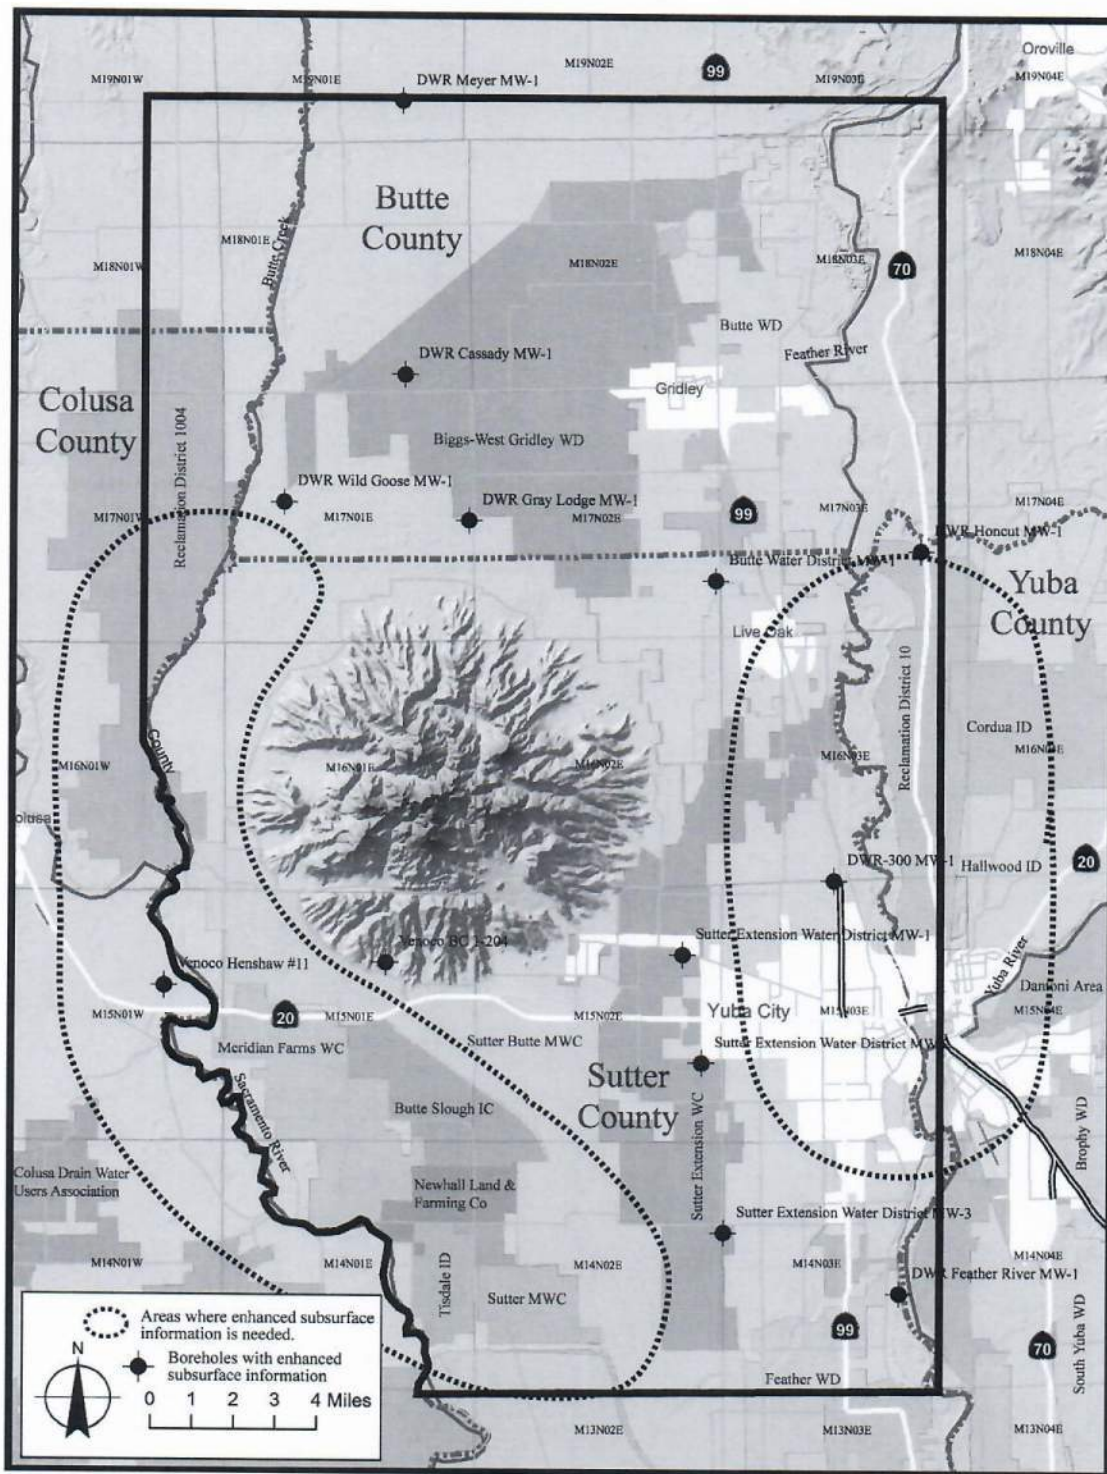 Oroville
M19N01W
M19N01E
DWR Meyer MW-1
M19N02E
99
M19N03E
M19N04E
Butte
County
M18N01E
Butte Creek
M18N01W
M18N02E
M18N03E
70
M18N04E
Butte WD
Feather River
DWR Cassady MW-1
Gridley
Colusa
County
Reclamation District 1004
Biggs-West Gridley WD
DWR Wild Goose MW-1
DWR Gray Lodge MW-1
M17N01W
M17N01E
M17N02E
99
M17N03E
M17N04E
DWR Honcut MW-1
Butte Water District MW-1
Yuba
County
Live Oak
Reclamation District 10
Cordua ID
County
M16N01W
M16N01E
M16N02E
M16N03E
M16N04E
olusa
DWR-300 MW-1
Hallwood ID
20
Venoco BC 1-204
Sutter Extension Water District MW-1
Venoco Henshaw #11
Yuba River
Dantoni Area
M15N01W
20
M15N01E
M15N02E
Yuba City
M15N03E
M15N04E
Meridian Farms WC
Sutter Butte MWC
Sutter Extension Water District MW
Sutter
County
Sacramento River
Butte Slough IC
Sutter Extension WC
Brophy WD
Colusa Drain Water
Users Association
Newhall Land &
Farming Co
Sutter Extension Water District MW-3
M14N01W
M14N01E
Tisdale ID
M14N02E
M14N03E
M14N04E
DWR Feather River MW-1
Sutter MWC
99
70
South Yuba WD
Feather WD
M13N02E
M13N03E
M13N04E
Areas where enhanced subsurface
information is needed.
N
Boreholes with enhanced
subsurface information
0 1 2 3 4 Miles